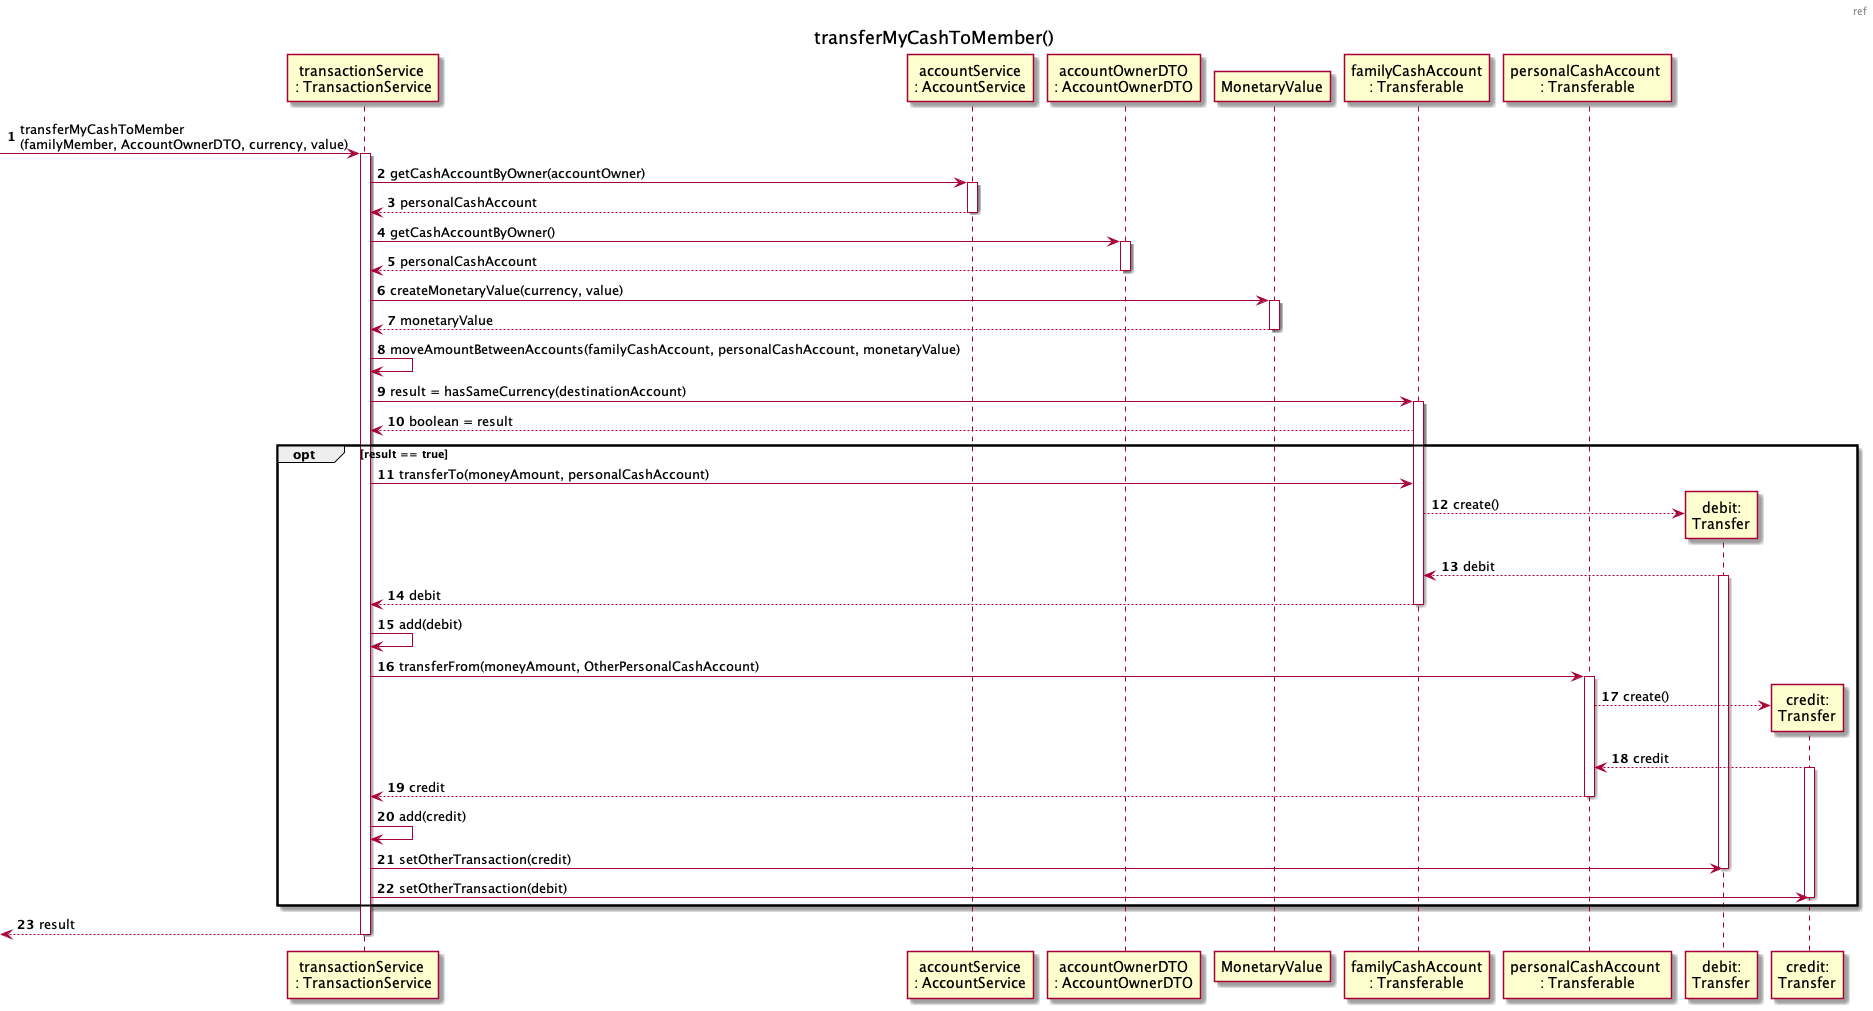 ref
transferMyCashToMember()
transactionService
: TransactionService
accountService
: AccountService
accountOwnerDTO
: AccountOwnerDTO
MonetaryValue
familyCashAccount
: Transferable
personalCashAccount
: Transferable
1 transferMyCashToMember
(familyMember, AccountOwnerDTO, currency, value)
2 getCashAccountByOwner(accountOwner)
3 personalCashAccount
4 getCashAccountByOwner()
5 personalCashAccount
6 createMonetaryValue(currency, value)
7 monetaryValue
8 moveAmountBetweenAccounts(familyCashAccount, personalCashAccount, monetaryValue)
9 result = hasSameCurrency(destinationAccount)
10 boolean = result
opt [result == true]
11 transferTo(moneyAmount, personalCashAccount)
12 create()
debit:
Transfer
13 debit
14 debit
15 add(debit)
16 transferFrom(moneyAmount, OtherPersonalCashAccount)
17 create()
credit:
Transfer
18 credit
19 credit
20 add(credit)
21 setOtherTransaction(credit)
22 setOtherTransaction(debit)
23 result
transactionService
: TransactionService
accountService
: AccountService
accountOwnerDTO
: AccountOwnerDTO
MonetaryValue
familyCashAccount
: Transferable
personalCashAccount
: Transferable
debit:
Transfer
credit:
Transfer